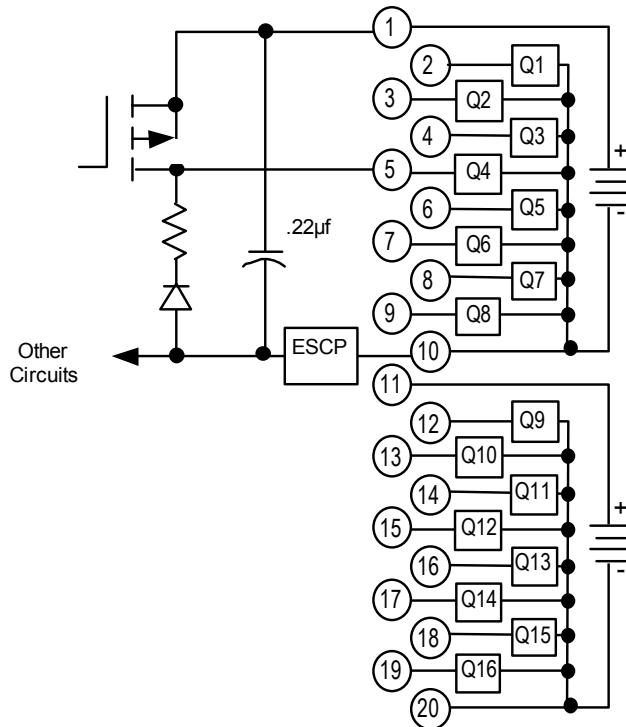 1
2 Q1
3 Q2
4 Q3
5 Q4
6 Q5
7 Q6
8 Q7
9 Q8
10
+
-
.22µf
ESCP
Other
Circuits
11
12 Q9
13 Q10
14 Q11
15 Q12
16 Q13
17 Q14
18 Q15
19 Q16
20
+
-